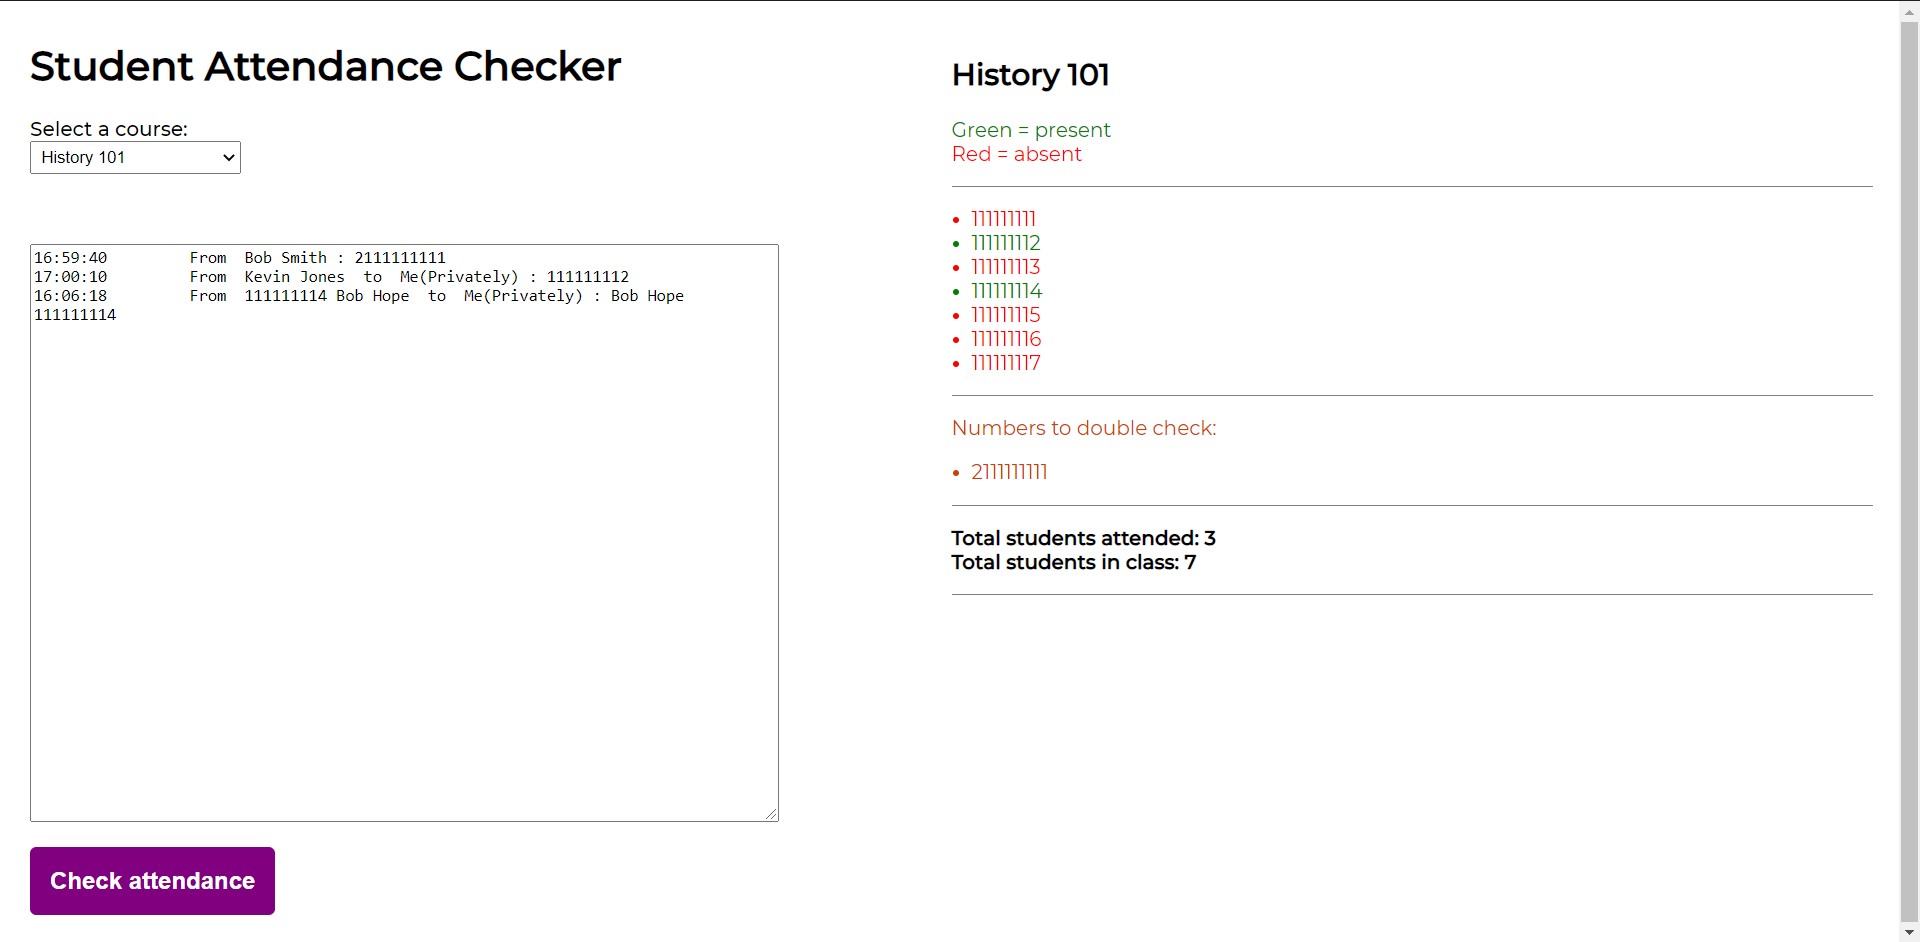 Student Attendance Checker
Select a course:
History 101
16:59:40 From Bob Smith : 2111111111
17:00:10 From Kevin Jones to Me(Privately) : 111111112
16:06:18 From 111111114 Bob Hope to Me(Privately) : Bob Hope
111111114
Check attendance
History 101
Green = present
Red = absent
• 111111111
• 111111112
• 111111113
• 111111114
• 111111115
• 111111116
• 111111117
Numbers to double check:
• 2111111111
Total students attended: 3
Total students in class: 7